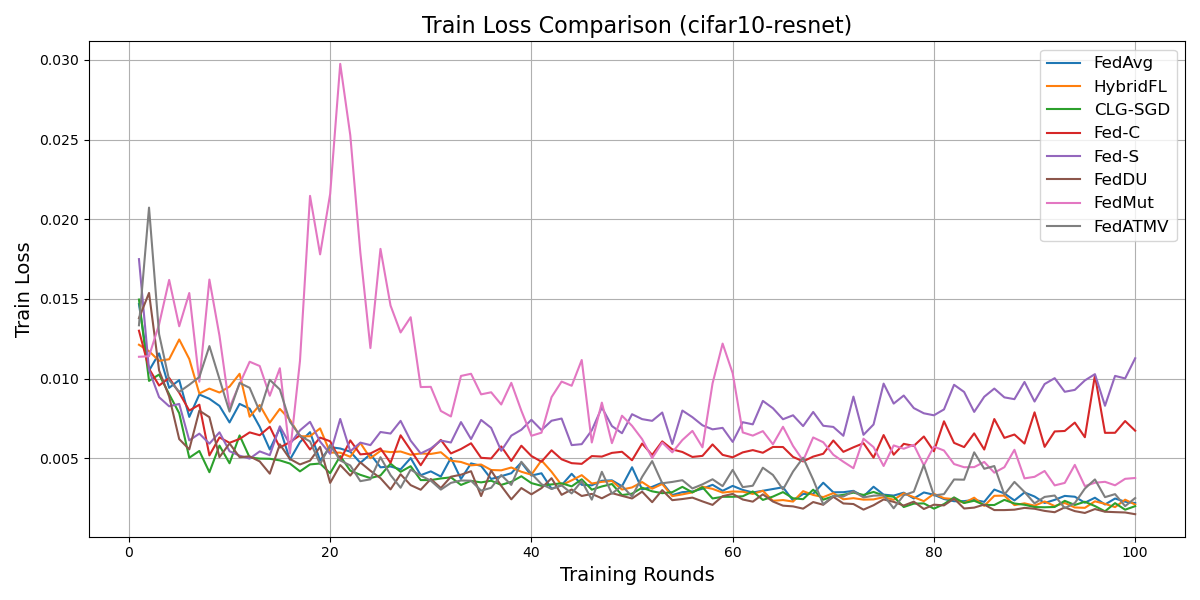 Train Loss Comparison (cifar10-resnet)
0.030
0.025
0.020
0.015
0.010
0.005
Train Loss
FedAvg
HybridFL
CLG-SGD
Fed-C
Fed-S
FedDU
FedMut
FedATMV
0
20
40
60
80
100
Training Rounds